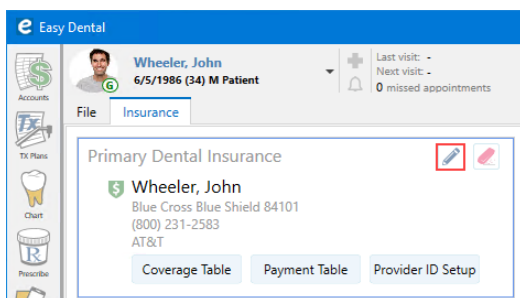 e Easy Dental
Accounts
Wheeler, John
6/5/1986 (34) M Patient
G
Last visit: -
Next visit: -
0 missed appointments
File Insurance
TX
TX Plans
Primary Dental Insurance
$ Wheeler, John
Blue Cross Blue Shield 84101
(800) 231-2583
AT&T
Chart
Coverage Table Payment Table Provider ID Setup
R
Prescribe